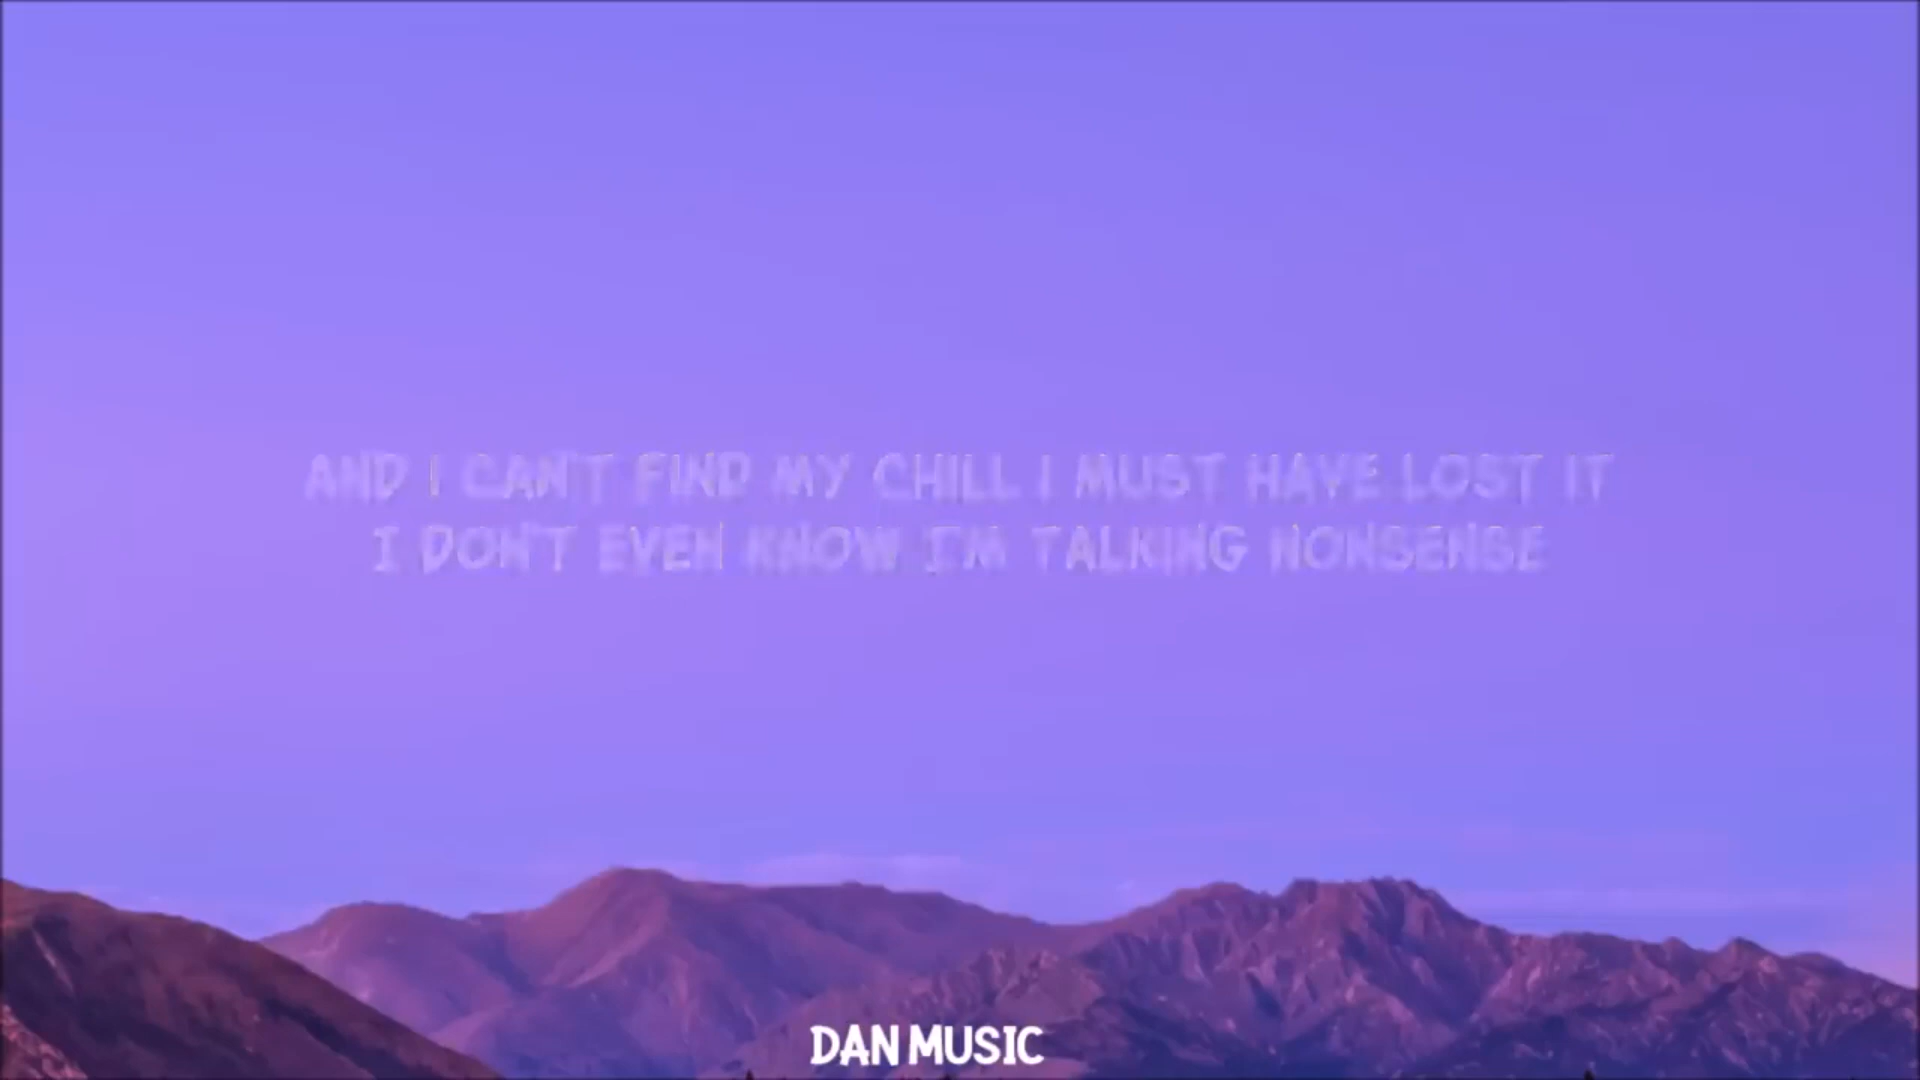 AND I CAN'T FIND MY CHILL I MUST HAVE LOST IT
I DON'T EVEN KNOW I'M TALKING NONSENSE
DAN MUSIC